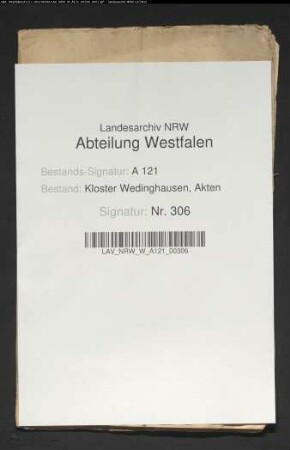 Landesarchiv NRW
Abteilung Westfalen
Bestands-Signatur: A 121
Bestand: Kloster Wedinghausen, Akten
Signatur: Nr. 306
LAV_NRW_W_A121_00306